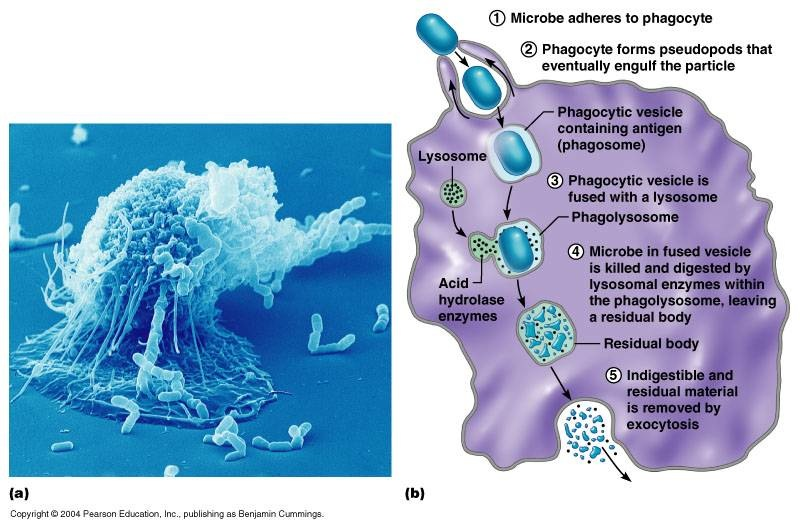 ① Microbe adheres to phagocyte
② Phagocyte forms pseudopods that
eventually engulf the particle
Phagocytic vesicle
containing antigen
(phagosome)
Lysosome
③ Phagocytic vesicle is
fused with a lysosome
Phagolysosome
④ Microbe in fused vesicle
is killed and digested by
lysosomal enzymes within
the phagolysosome, leaving
a residual body
Acid
hydrolase
enzymes
Residual body
⑤ Indigestible and
residual material
is removed by
exocytosis
(a)
(b)
Copyright © 2004 Pearson Education, Inc., publishing as Benjamin Cummings.